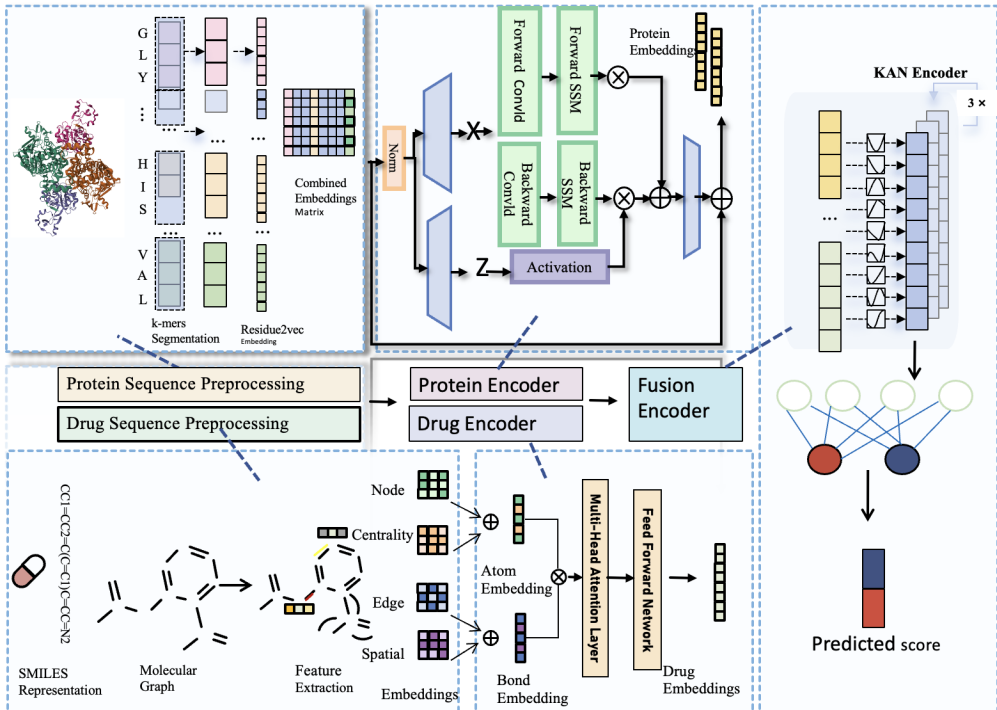 G
L
Y
...
...
...
...
H
I
S
...
...
...
V
A
L
k-mers
Segmentation
Residue2vec
Embedding
Combined
Embeddings
Matrix
Norm
X
Z
Forward Convld
Forward SSM
Backward
Convld
Backward
SSM
Activation
Protein
Embeddings
KAN Encoder
3 ×
...
...
Protein Sequence Preprocessing
Drug Sequence Preprocessing
Protein Encoder
Drug Encoder
Fusion
Encoder
CC1=CC2=C(C=C1)C=CC=N2
SMILES
Representation
Molecular
Graph
Feature
Extraction
Node
Centrality
Edge
Spatial
Embeddings
Atom
Embedding
Bond
Embedding
Multi-Head Attention
Layer
Feed Forward Network
Drug
Embeddings
Predicted score